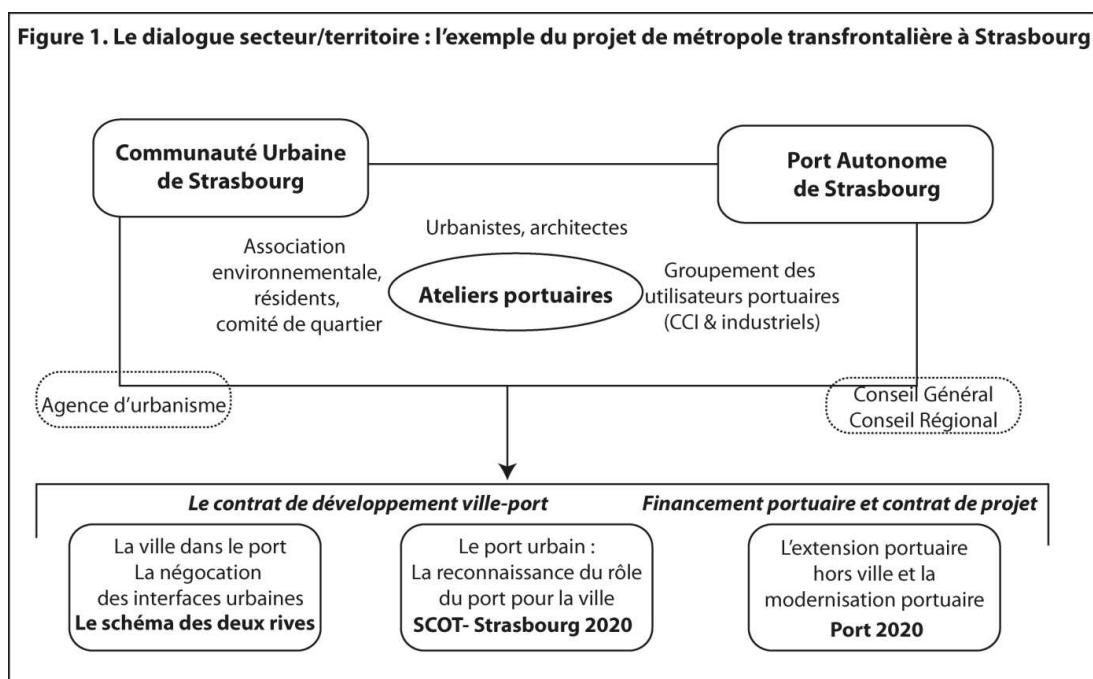 Figure 1. Le dialogue secteur/territoire : l'exemple du projet de métropole transfrontalière à Strasbourg
Communauté Urbaine
de Strasbourg
Port Autonome
de Strasbourg
Urbanistes, architectes
Association
environnementale,
résidents,
comité de quartier
Ateliers portuaires
Groupement des
utilisateurs portuaires
(CCI & industriels)
Agence d'urbanisme
Conseil Général
Conseil Régional
Le contrat de développement ville-port
Financement portuaire et contrat de projet
La ville dans le port
La négocation
des interfaces urbaines
Le schéma des deux rives
Le port urbain :
La reconnaissance du rôle
du port pour la ville
SCOT- Strasbourg 2020
L'extension portuaire
hors ville et la
modernisation portuaire
Port 2020